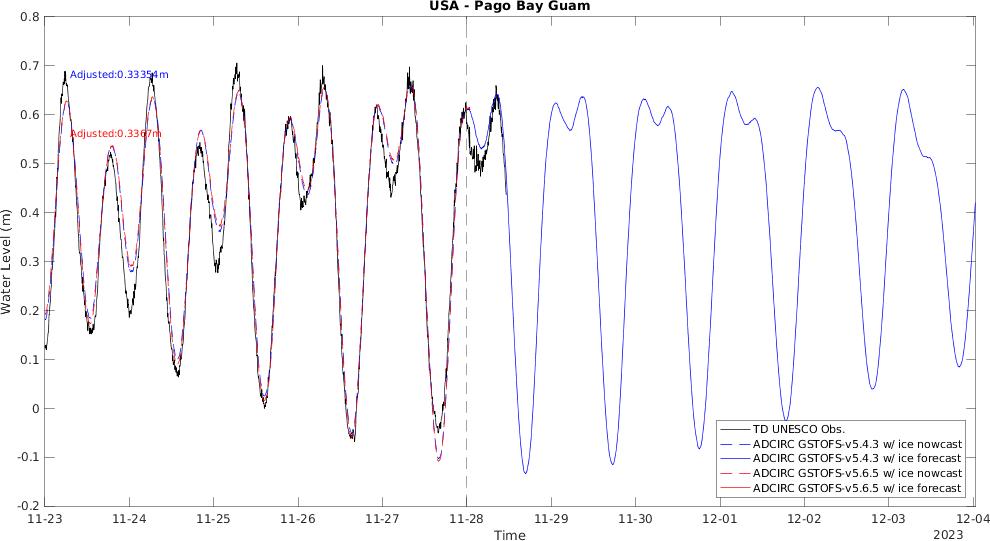 USA - Pago Bay Guam
0.8
0.7
0.6
0.5
0.4
0.3
0.2
0.1
0
-0.1
-0.2
Water Level (m)
Adjusted:0.33354m
Adjusted:0.3367m
TD UNESCO Obs.
ADCIRC GSTOFS-v5.4.3 w/ ice nowcast
ADCIRC GSTOFS-v5.4.3 w/ ice forecast
ADCIRC GSTOFS-v5.6.5 w/ ice nowcast
ADCIRC GSTOFS-v5.6.5 w/ ice forecast
11-23 11-24 11-25 11-26 11-27 11-28 11-29 11-30 12-01 12-02 12-03 12-04
Time
2023